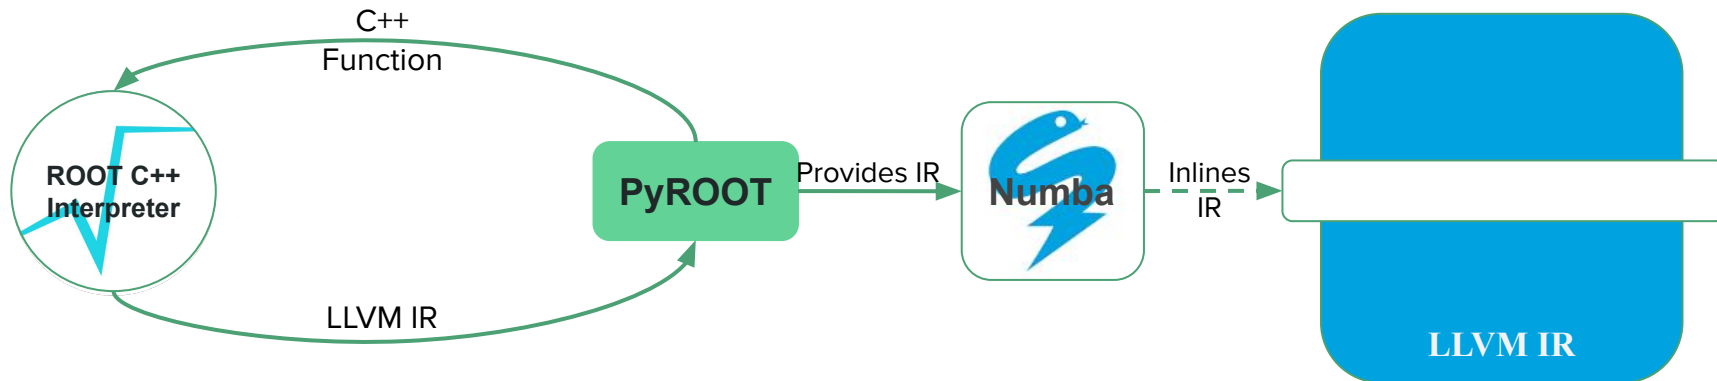 C++
Function
ROOT C++
Interpreter
LLVM IR
PyROOT
Provides IR
Numba
Inlines
IR
LLVM IR